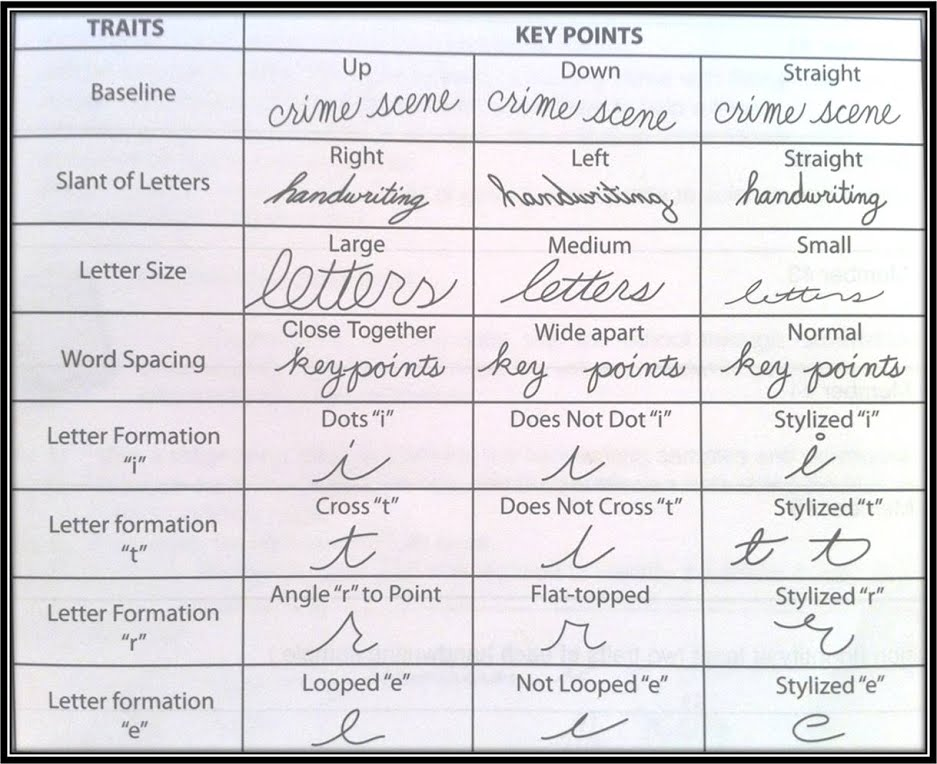 TRAITS KEY POINTS
Baseline
Up Down Straight
crime scene crime scene crime scene
Slant of Letters
Right Left Straight
handwriting handwriting handwriting
Letter Size
Large Medium Small
letters letters letters
Word Spacing
Close Together Wide apart Normal
key points key points key points
Letter Formation
"i"
Dots "i" Does Not Dot "i" Stylized "i"
i i i
Letter formation
"t"
Cross "t" Does Not Cross "t" Stylized "t"
t t t t
Letter Formation
"r"
Angle "r" to Point Flat-topped Stylized "r"
r r r r
Letter formation
"e"
Looped "e" Not Looped "e" Stylized "e"
e e e